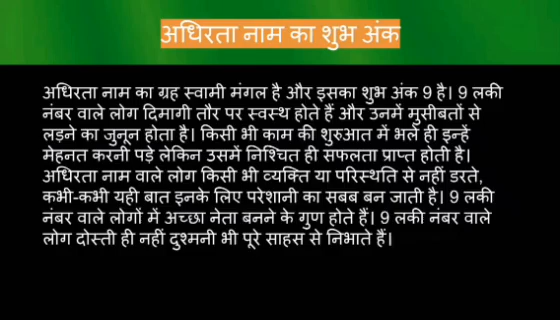 अधिरता नाम का शुभ अंक
अधिरता नाम का ग्रह स्वामी मंगल है और इसका शुभ अंक 9 है। 9 लकी
नंबर वाले लोग दिमागी तौर पर स्वस्थ होते हैं और उनमें मुसीबतों से
लड़ने का जुनून होता है। किसी भी काम की शुरुआत में भले ही इन्हें
मेहनत करनी पड़े लेकिन उसमें निश्चित ही सफलता प्राप्त होती है।
अधिरता नाम वाले लोग किसी भी व्यक्ति या परिस्थति से नहीं डरते,
कभी-कभी यही बात इनके लिए परेशानी का सबब बन जाती है। 9 लकी
नंबर वाले लोगों में अच्छा नेता बनने के गुण होते हैं। 9 लकी नंबर वाले
लोग दोस्ती ही नहीं दुश्मनी भी पूरे साहस से निभाते हैं।